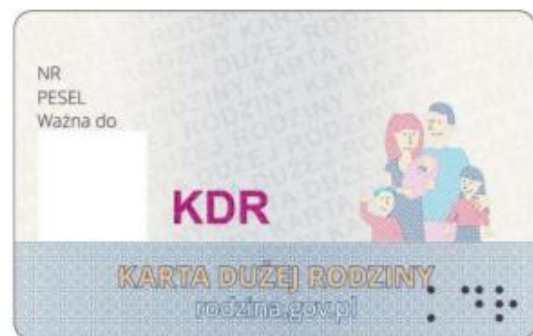 NR
PESEL
Ważna do
KDR
KARTA DUŻEJ RODZINY
rodzina.gov.pl